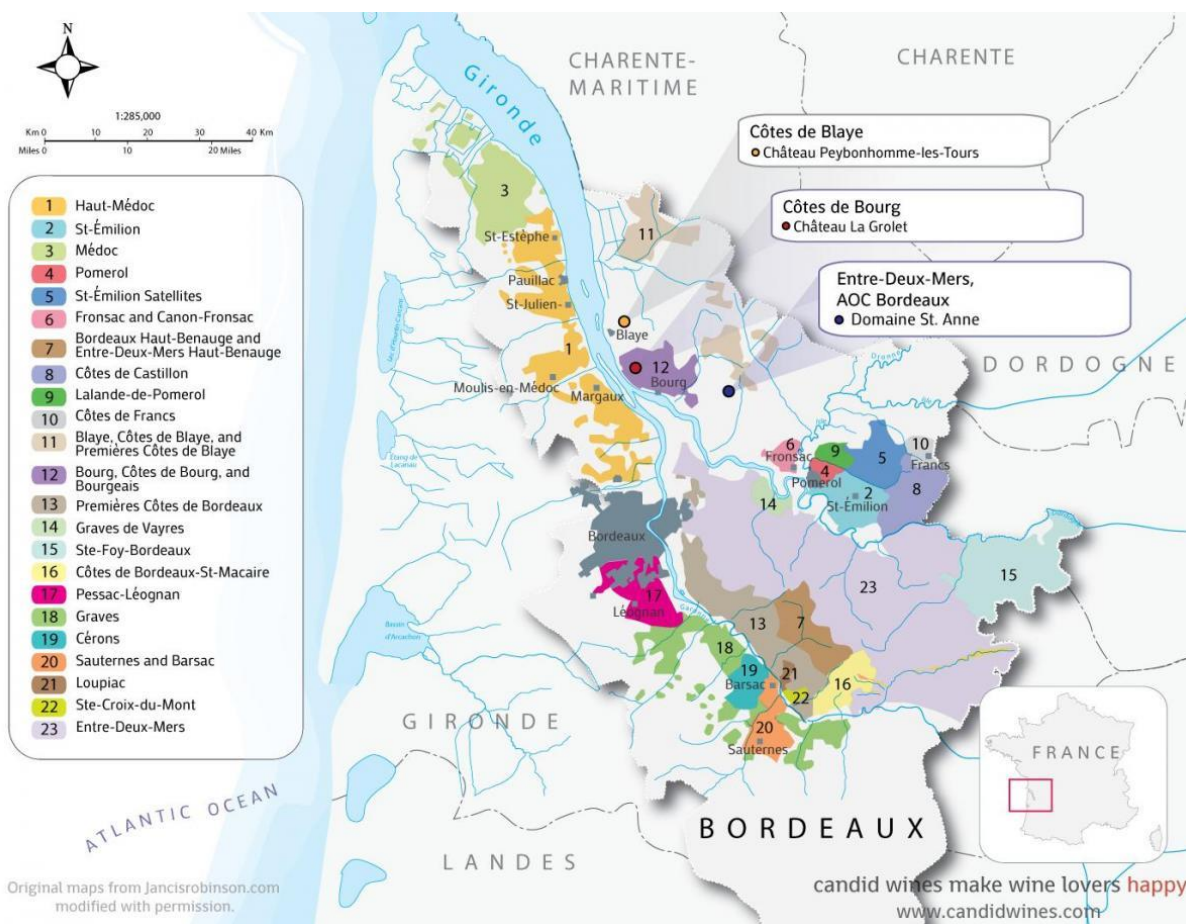 N
1:285,000
Km 0 10 20 30 40 Km
Miles 0 10 20 Miles
1 Haut-Médoc
2 St-Émilion
3 Médoc
4 Pomerol
5 St-Émilion Satellites
6 Fronsac and Canon-Fronsac
7 Bordeaux Haut-Benauge and
Entre-Deux-Mers Haut-Benauge
8 Côtes de Castillon
9 Lalande-de-Pomerol
10 Côtes de Francs
11 Blaye, Côtes de Blaye, and
Premières Côtes de Blaye
12 Bourg, Côtes de Bourg, and
Bourgeais
13 Premières Côtes de Bordeaux
14 Graves de Vayres
15 Ste-Foy-Bordeaux
16 Côtes de Bordeaux-St-Macaire
17 Pessac-Léognan
18 Graves
19 Cérons
20 Sauternes and Barsac
21 Loupiac
22 Ste-Croix-du-Mont
23 Entre-Deux-Mers
Gironde
CHARENTE-
MARITIME
CHARENTE
Côtes de Blaye
Château Peybonhomme-les-Tours
Côtes de Bourg
Château La Grolet
Entre-Deux-Mers,
AOC Bordeaux
Domaine St. Anne
3
11
St-Estèphe
Pauillac
St-Julien
Blaye
1
12
Moulis-en-Médoc
Margaux
Bourg
DORDOGNE
Dronne
Isle
6
Fronsac
9
5
10
Francs
4
Pomerol
2
St-Émilion
8
14
Étang de
Lacanau
Bordeaux
23
15
17
Léognan
Garonne
13
7
18
19
Barsac
21
22
16
20
Sauternes
Bassin
d'Arcachon
GIRONDE
FRANCE
ATLANTIC OCEAN
BORDEAUX
LANDES
Original maps from Jancisrobinson.com
modified with permission.
candid wines make wine lovers happy
www.candidwines.com